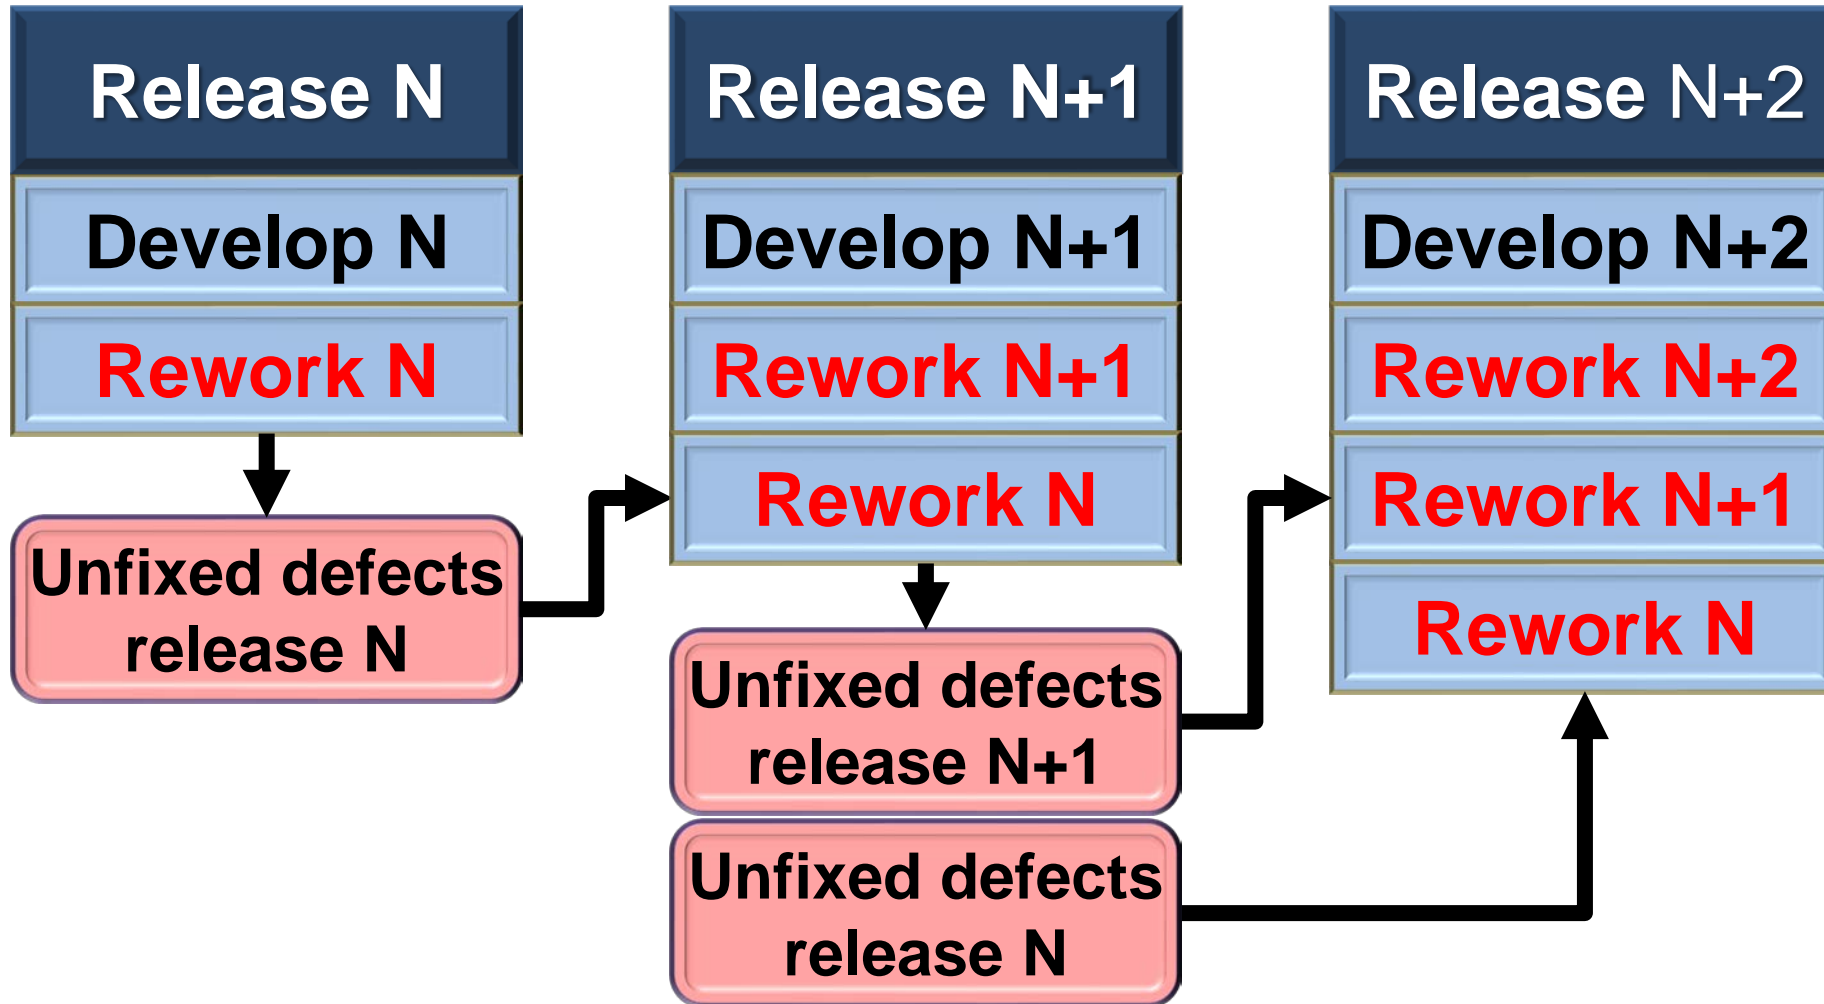 Release N
Develop N
Rework N
Unfixed defects
release N
Release N+1
Develop N+1
Rework N+1
Rework N
Unfixed defects
release N+1
Unfixed defects
release N
Release N+2
Develop N+2
Rework N+2
Rework N+1
Rework N